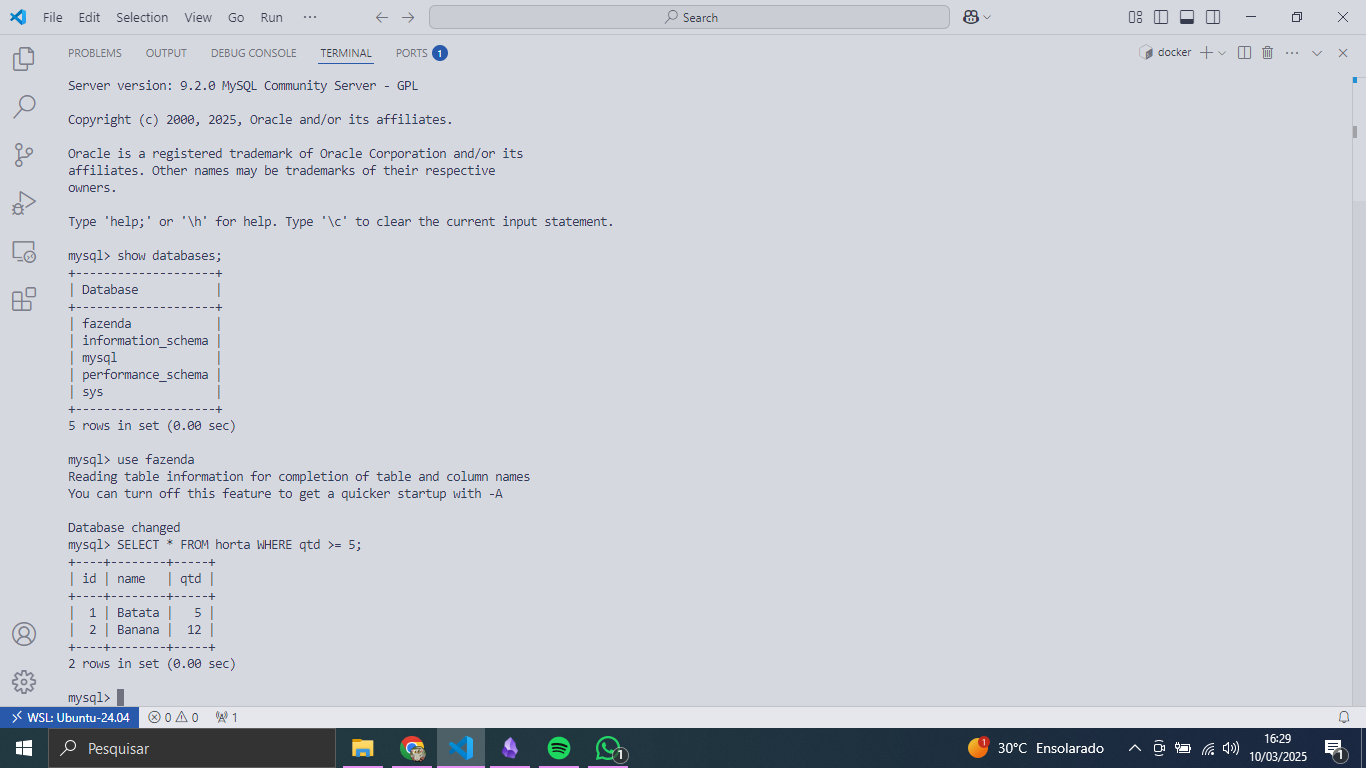 File Edit Selection View Go Run ··· Search
PROBLEMS OUTPUT DEBUG CONSOLE TERMINAL PORTS 1 docker
Server version: 9.2.0 MySQL Community Server - GPL
Copyright (c) 2000, 2025, Oracle and/or its affiliates.
Oracle is a registered trademark of Oracle Corporation and/or its
affiliates. Other names may be trademarks of their respective
owners.
Type 'help;' or '\h' for help. Type '\c' to clear the current input statement.
mysql> show databases;
+--------------------+
| Database           |
+--------------------+
| fazenda            |
| information_schema |
| mysql              |
| performance_schema |
| sys                |
+--------------------+
5 rows in set (0.00 sec)
mysql> use fazenda
Reading table information for completion of table and column names
You can turn off this feature to get a quicker startup with -A
Database changed
mysql> SELECT * FROM horta WHERE qtd >= 5;
+----+--------+-----+
| id | name   | qtd |
+----+--------+-----+
|  1 | Batata |   5 |
|  2 | Banana |  12 |
+----+--------+-----+
2 rows in set (0.00 sec)
mysql>
WSL: Ubuntu-24.04 0 0 1
Pesquisar 1 1 30°C Ensolarado 16:29 1
10/03/2025